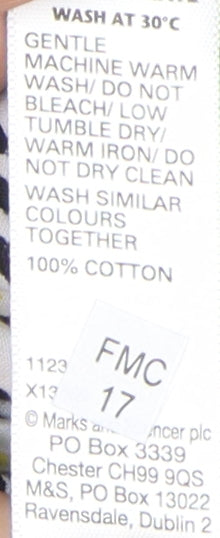 WASH AT 30°C
GENTLE
MACHINE WARM
WASH/ DO NOT
BLEACH/ LOW
TUMBLE DRY/
WARM IRON/ DO
NOT DRY CLEAN
WASH SIMILAR
COLOURS
TOGETHER
100% COTTON
FMC
17
1123
X13
© Marks plc
PO Box 3339
Chester CH99 9QS
M&S, PO Box 13022
Ravensdale, Dublin 2